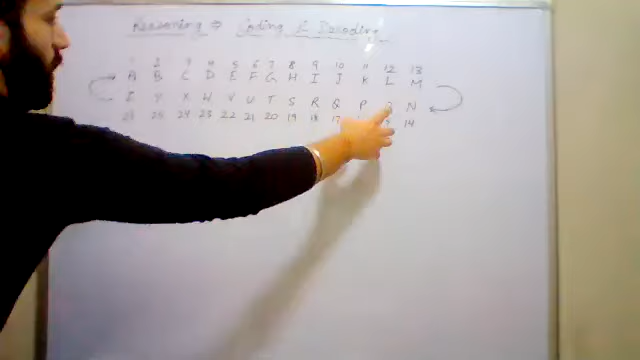 Reasoning ⇒ Coding & Decoding
1 2 3 4 5 6 7 8 9 10 11 12 13
A B C D E F G H I J K L M
Z Y X W V U T S R Q P O N
25 24 23 22 21 20 19 18 17 14